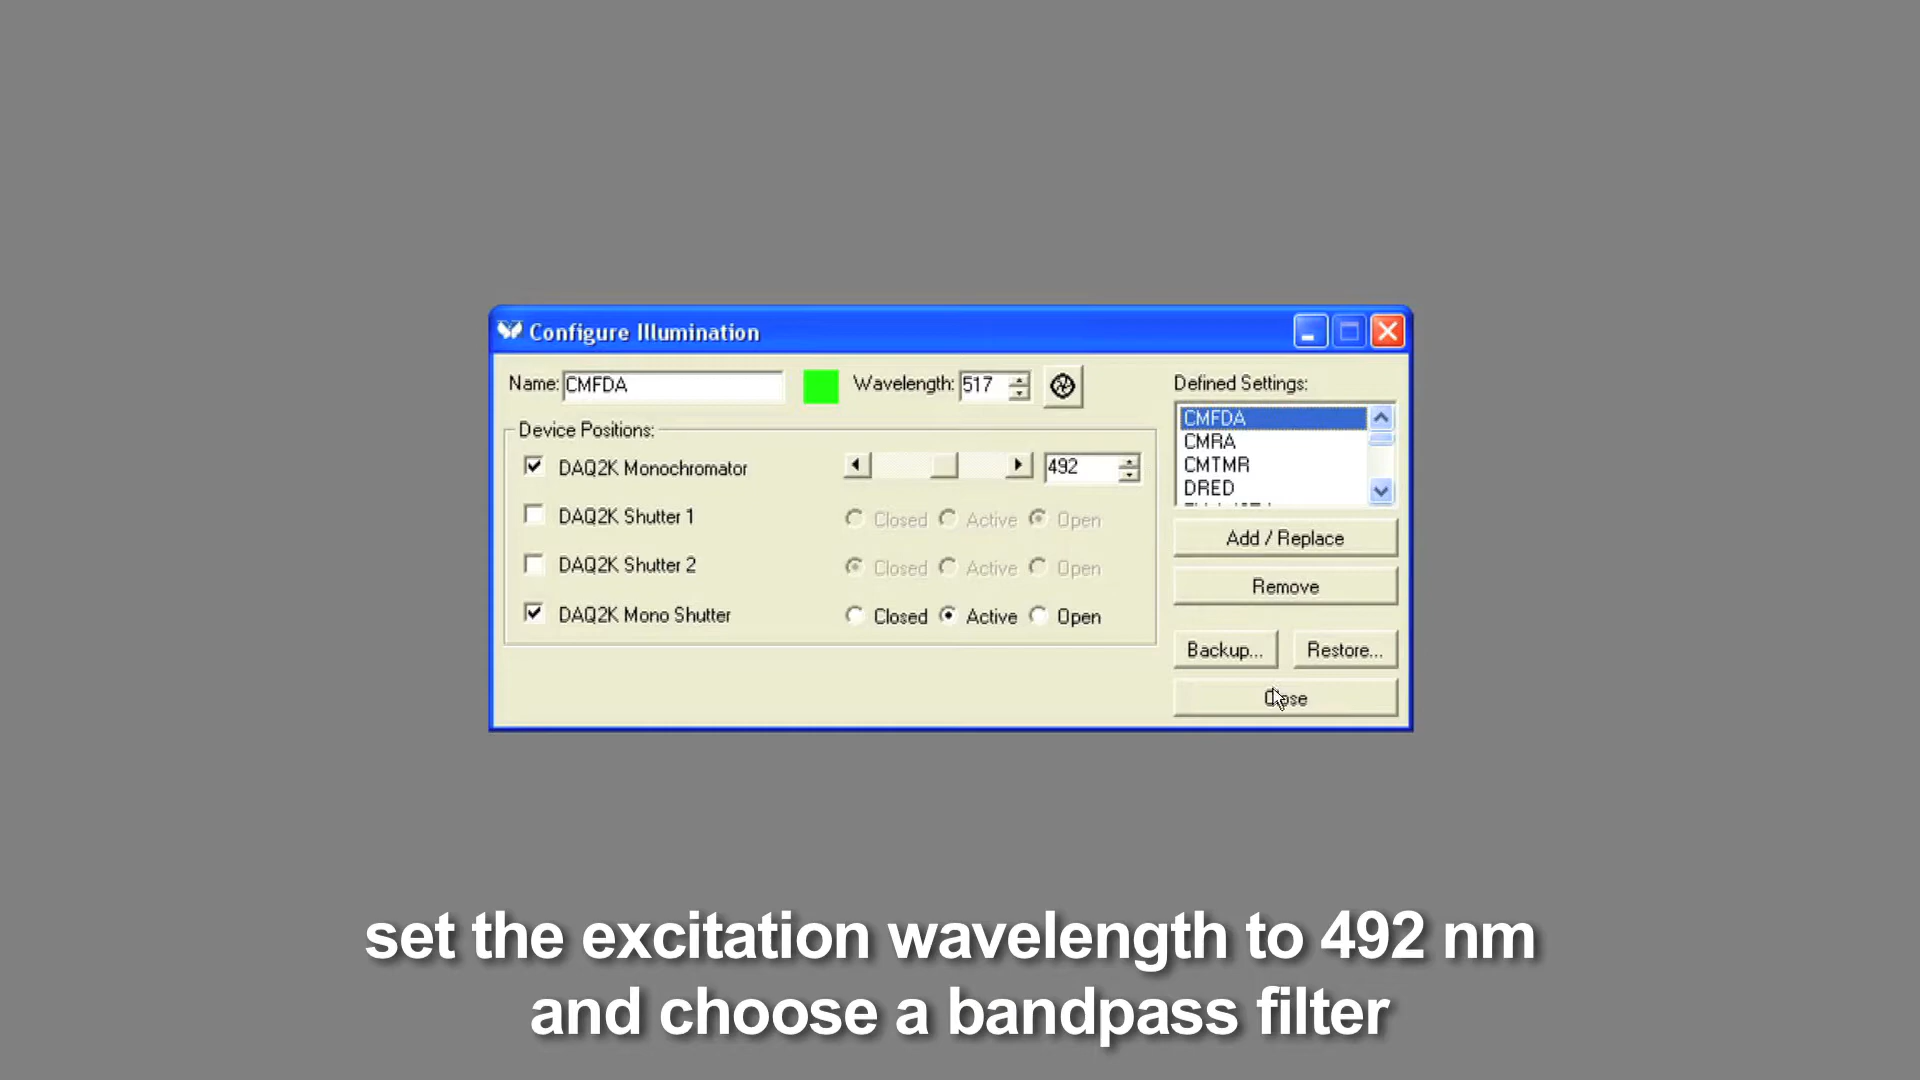 Configure Illumination
Name: CMFDA Wavelength: 517 Defined Settings:
Device Positions:
CMFDA
CMRA
CMTMR
DRED
DAQ2K Monochromator 492
DAQ2K Shutter 1 Closed Active Open
DAQ2K Shutter 2 Closed Active Open
DAQ2K Mono Shutter Closed Active Open
Add / Replace
Remove
Backup... Restore...
Close
set the excitation wavelength to 492 nm
and choose a bandpass filter